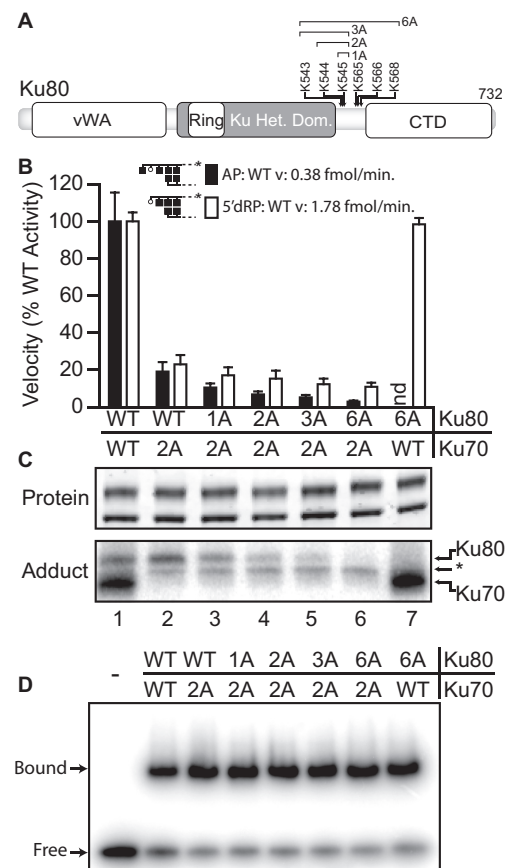 A
6A
3A
2A
1A
K543
K544
K545
K565
K566
K568
Ku80
732
vWA
Ring
Ku Het. Dom.
CTD
B
* AP: WT v: 0.38 fmol/min.
* 5'dRP: WT v: 1.78 fmol/min.
Velocity (% WT Activity)
120
100
80
60
40
20
0
nd
WT WT 1A 2A 3A 6A 6A Ku80
WT 2A 2A 2A 2A 2A WT Ku70
C
Protein
Adduct
Ku80
*
Ku70
1 2 3 4 5 6 7
D
- WT WT 1A 2A 3A 6A 6A Ku80
WT 2A 2A 2A 2A 2A WT Ku70
Bound
Free